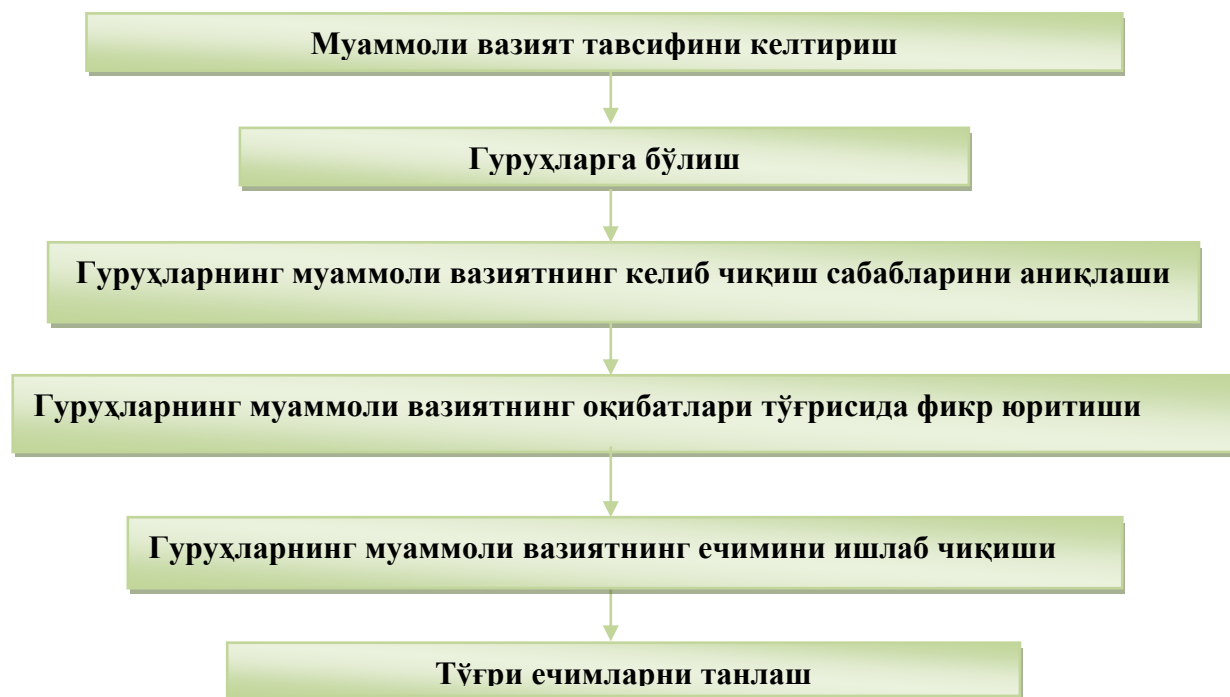 Муаммоли вазият тавсифини келтириш
Гуруҳларга бўлиш
Гуруҳларнинг муаммоли вазиятнинг келиб чиқиш сабабларини аниқлаши
Гуруҳларнинг муаммоли вазиятнинг оқибатлари тўғрисида фикр юритиши
Гуруҳларнинг муаммоли вазиятнинг ечимини ишлаб чиқиши
Тўғри ечимларни танлаш